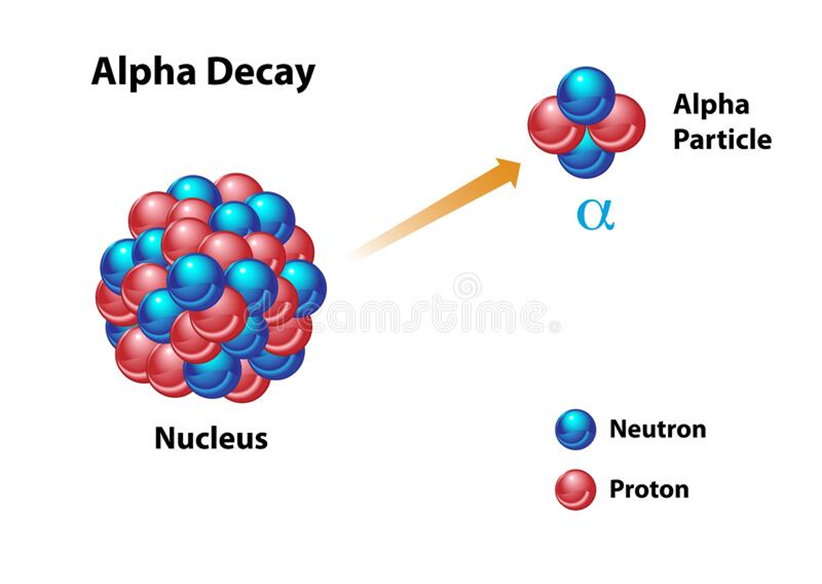 Alpha Decay
Alpha
Particle
α
dreamstime.
Nucleus
Neutron
Proton